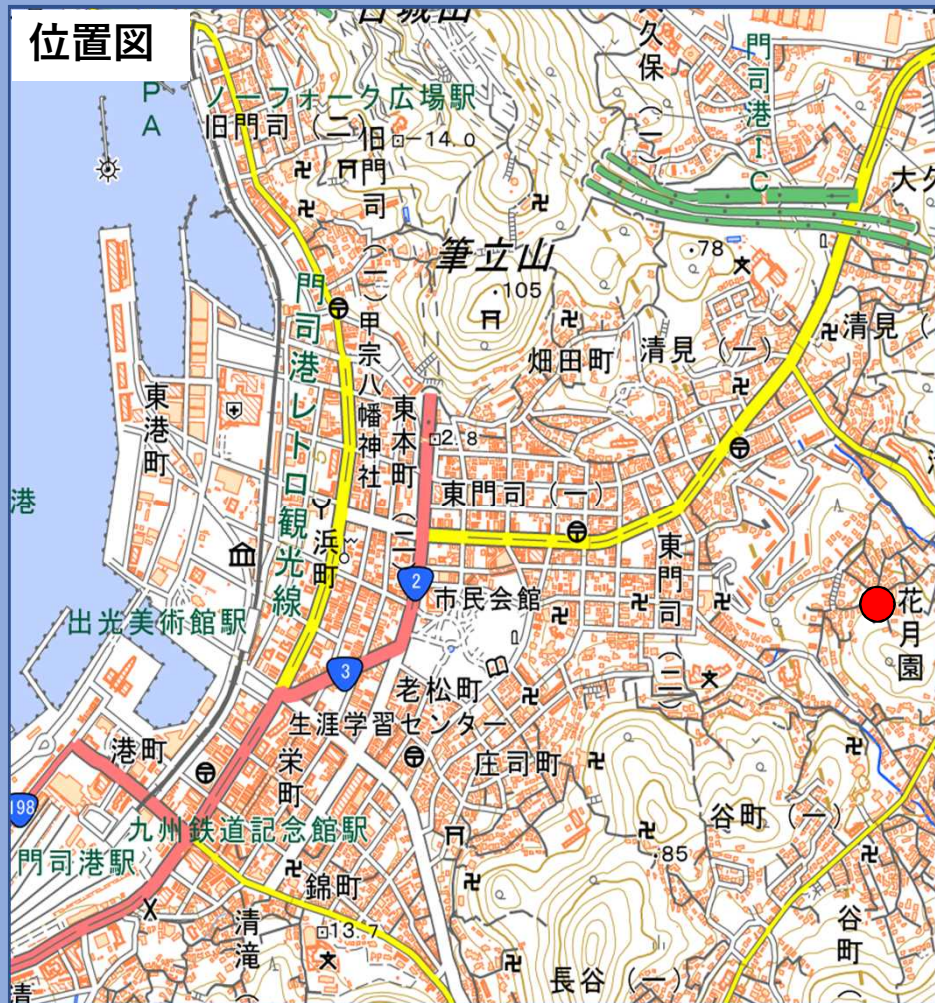 位置図
古城山
久保(一)
門司港IC
PA
ノーフォーク広場駅
旧門司(二)
旧門司(一)
14.0
大久
筆立山
78
105
門司港レトロ観光線
甲宗八幡神社
畑田町
清見(一)
清見(
東港町
東本町(二)
2.8
港
東門司(一)
浜町
東門司(二)
2
市民会館
花月園
出光美術館駅
3
老松町
生涯学習センター
港町
栄町
庄司町
198
谷町(一)
九州鉄道記念館駅
85
門司港駅
錦町
清滝
13.7
谷町(
長谷(一)
清